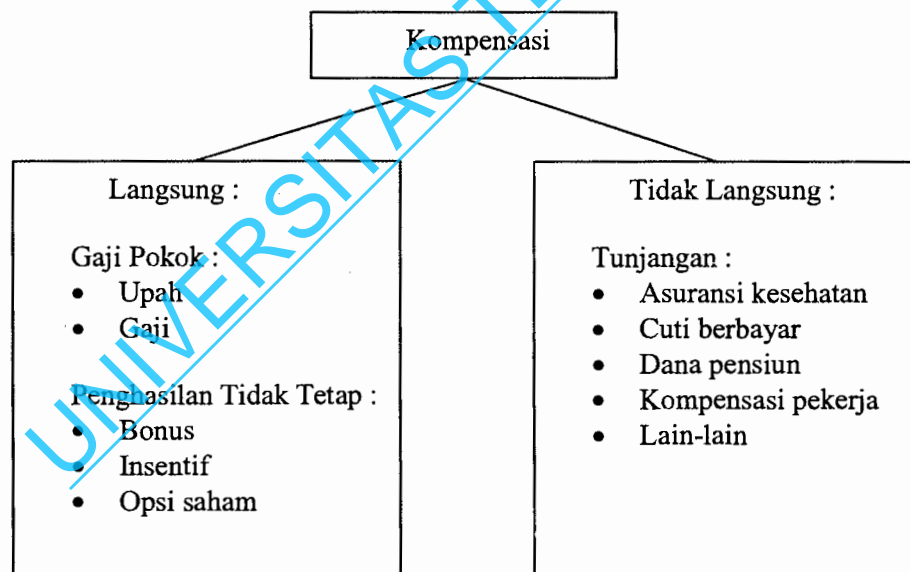 Kompensasi
Langsung :
Gaji Pokok :
• Upah
• Gaji
Penghasilan Tidak Tetap :
• Bonus
• Insentif
• Opsi saham
Tidak Langsung :
Tunjangan :
• Asuransi kesehatan
• Cuti berbayar
• Dana pensiun
• Kompensasi pekerja
• Lain-lain
UNIVERSITAS